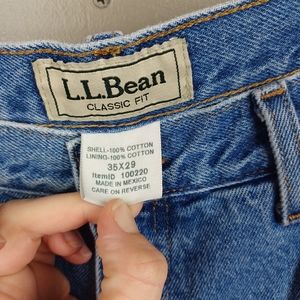 L.L.Bean
CLASSIC FIT
SHELL-100% COTTON
LINING-100% COTTON
35X29
ItemID 100220
MADE IN MEXICO
CARE ON REVERSE